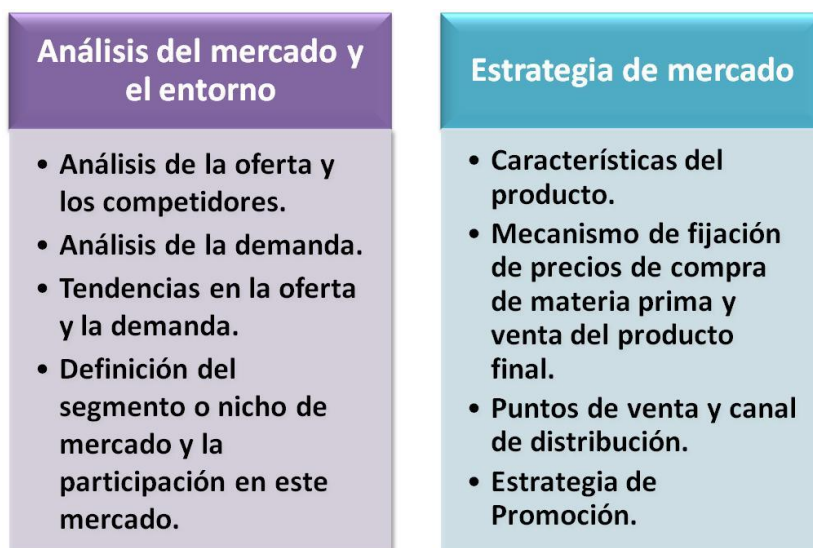 Análisis del mercado y
el entorno
• Análisis de la oferta y
los competidores.
• Análisis de la demanda.
• Tendencias en la oferta
y la demanda.
• Definición del
segmento o nicho de
mercado y la
participación en este
mercado.
Estrategia de mercado
• Características del
producto.
• Mecanismo de fijación
de precios de compra
de materia prima y
venta del producto
final.
• Puntos de venta y canal
de distribución.
• Estrategia de
Promoción.